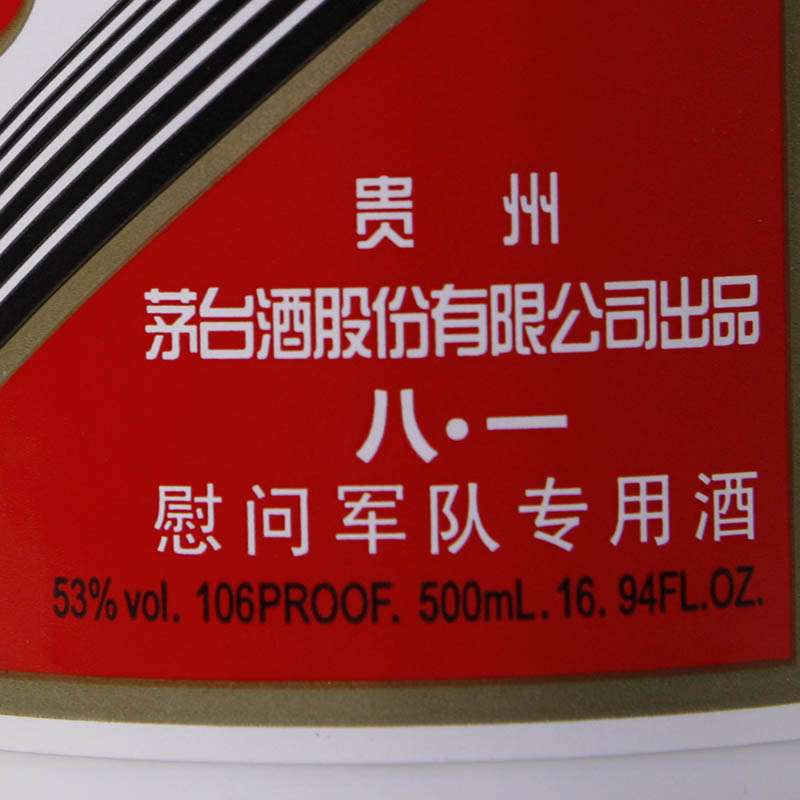 贵 州
茅台酒股份有限公司出品
八·一
慰问军队专用酒
53% vol. 106PROOF. 500mL. 16. 94FL.OZ.